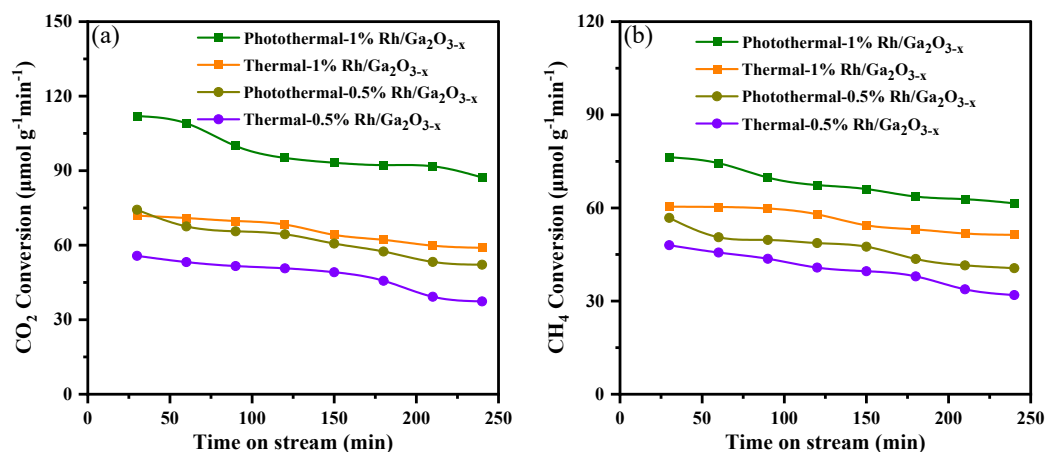 (a)
Photothermal-1% Rh/Ga₂O₃₋ₓ
Thermal-1% Rh/Ga₂O₃₋ₓ
Photothermal-0.5% Rh/Ga₂O₃₋ₓ
Thermal-0.5% Rh/Ga₂O₃₋ₓ
CO₂ Conversion (μmol g⁻¹min⁻¹)
150
120
90
60
30
0
0 50 100 150 200 250
Time on stream (min)
(b)
Photothermal-1% Rh/Ga₂O₃₋ₓ
Thermal-1% Rh/Ga₂O₃₋ₓ
Photothermal-0.5% Rh/Ga₂O₃₋ₓ
Thermal-0.5% Rh/Ga₂O₃₋ₓ
CH₄ Conversion (μmol g⁻¹min⁻¹)
120
90
60
30
0
0 50 100 150 200 250
Time on stream (min)